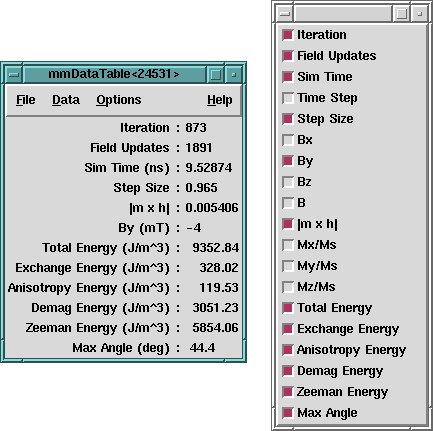 mmDataTable<24531>
File Data Options Help
Iteration : 873
Field Updates : 1891
Sim Time (ns) : 9.52874
Step Size : 0.965
|m x h| : 0.005406
By (mT) : -4
Total Energy (J/m^3) : 9352.84
Exchange Energy (J/m^3) : 328.02
Anisotropy Energy (J/m^3) : 119.53
Demag Energy (J/m^3) : 3051.23
Zeeman Energy (J/m^3) : 5854.06
Max Angle (deg) : 44.4
Iteration
Field Updates
Sim Time
Time Step
Step Size
Bx
By
Bz
B
|m x h|
Mx/Ms
My/Ms
Mz/Ms
Total Energy
Exchange Energy
Anisotropy Energy
Demag Energy
Zeeman Energy
Max Angle